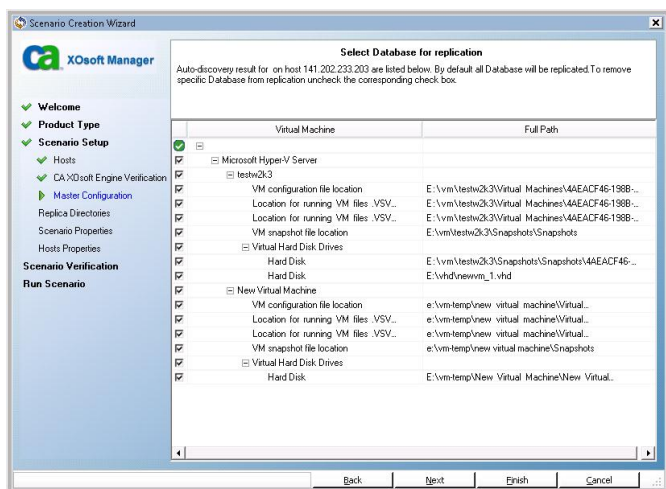 Scenario Creation Wizard
ca XOsoft Manager
Welcome
Product Type
Scenario Setup
Hosts
CA XOsoft Engine Verification
Master Configuration
Replica Directories
Scenario Properties
Hosts Properties
Scenario Verification
Run Scenario
Select Database for replication
Auto-discovery result for on host 141.202.233.203 are listed below. By default all Database will be replicated.To remove
specific Database from replication uncheck the corresponding check box.
Virtual Machine Full Path
Microsoft Hyper-V Server
testw2k3
VM configuration file location E:\vm\testw2k3\Virtual Machines\4AEACF46-198B-...
Location for running VM files .VSV... E:\vm\testw2k3\Virtual Machines\4AEACF46-198B-...
Location for running VM files .VSV... E:\vm\testw2k3\Virtual Machines\4AEACF46-198B-...
VM snapshot file location E:\vm\testw2k3\Snapshots\Snapshots
Virtual Hard Disk Drives
Hard Disk E:\vm\testw2k3\Snapshots\Snapshots\4AEACF46-...
Hard Disk E:\vhd\newvm_1.vhd
New Virtual Machine
VM configuration file location e:\vm-temp\new virtual machine\Virtual...
Location for running VM files .VSV... e:\vm-temp\new virtual machine\Virtual...
Location for running VM files .VSV... e:\vm-temp\new virtual machine\Virtual...
VM snapshot file location e:\vm-temp\new virtual machine\Snapshots
Virtual Hard Disk Drives
Hard Disk E:\vm-temp\New Virtual Machine\New Virtual...
Back Next Finish Cancel